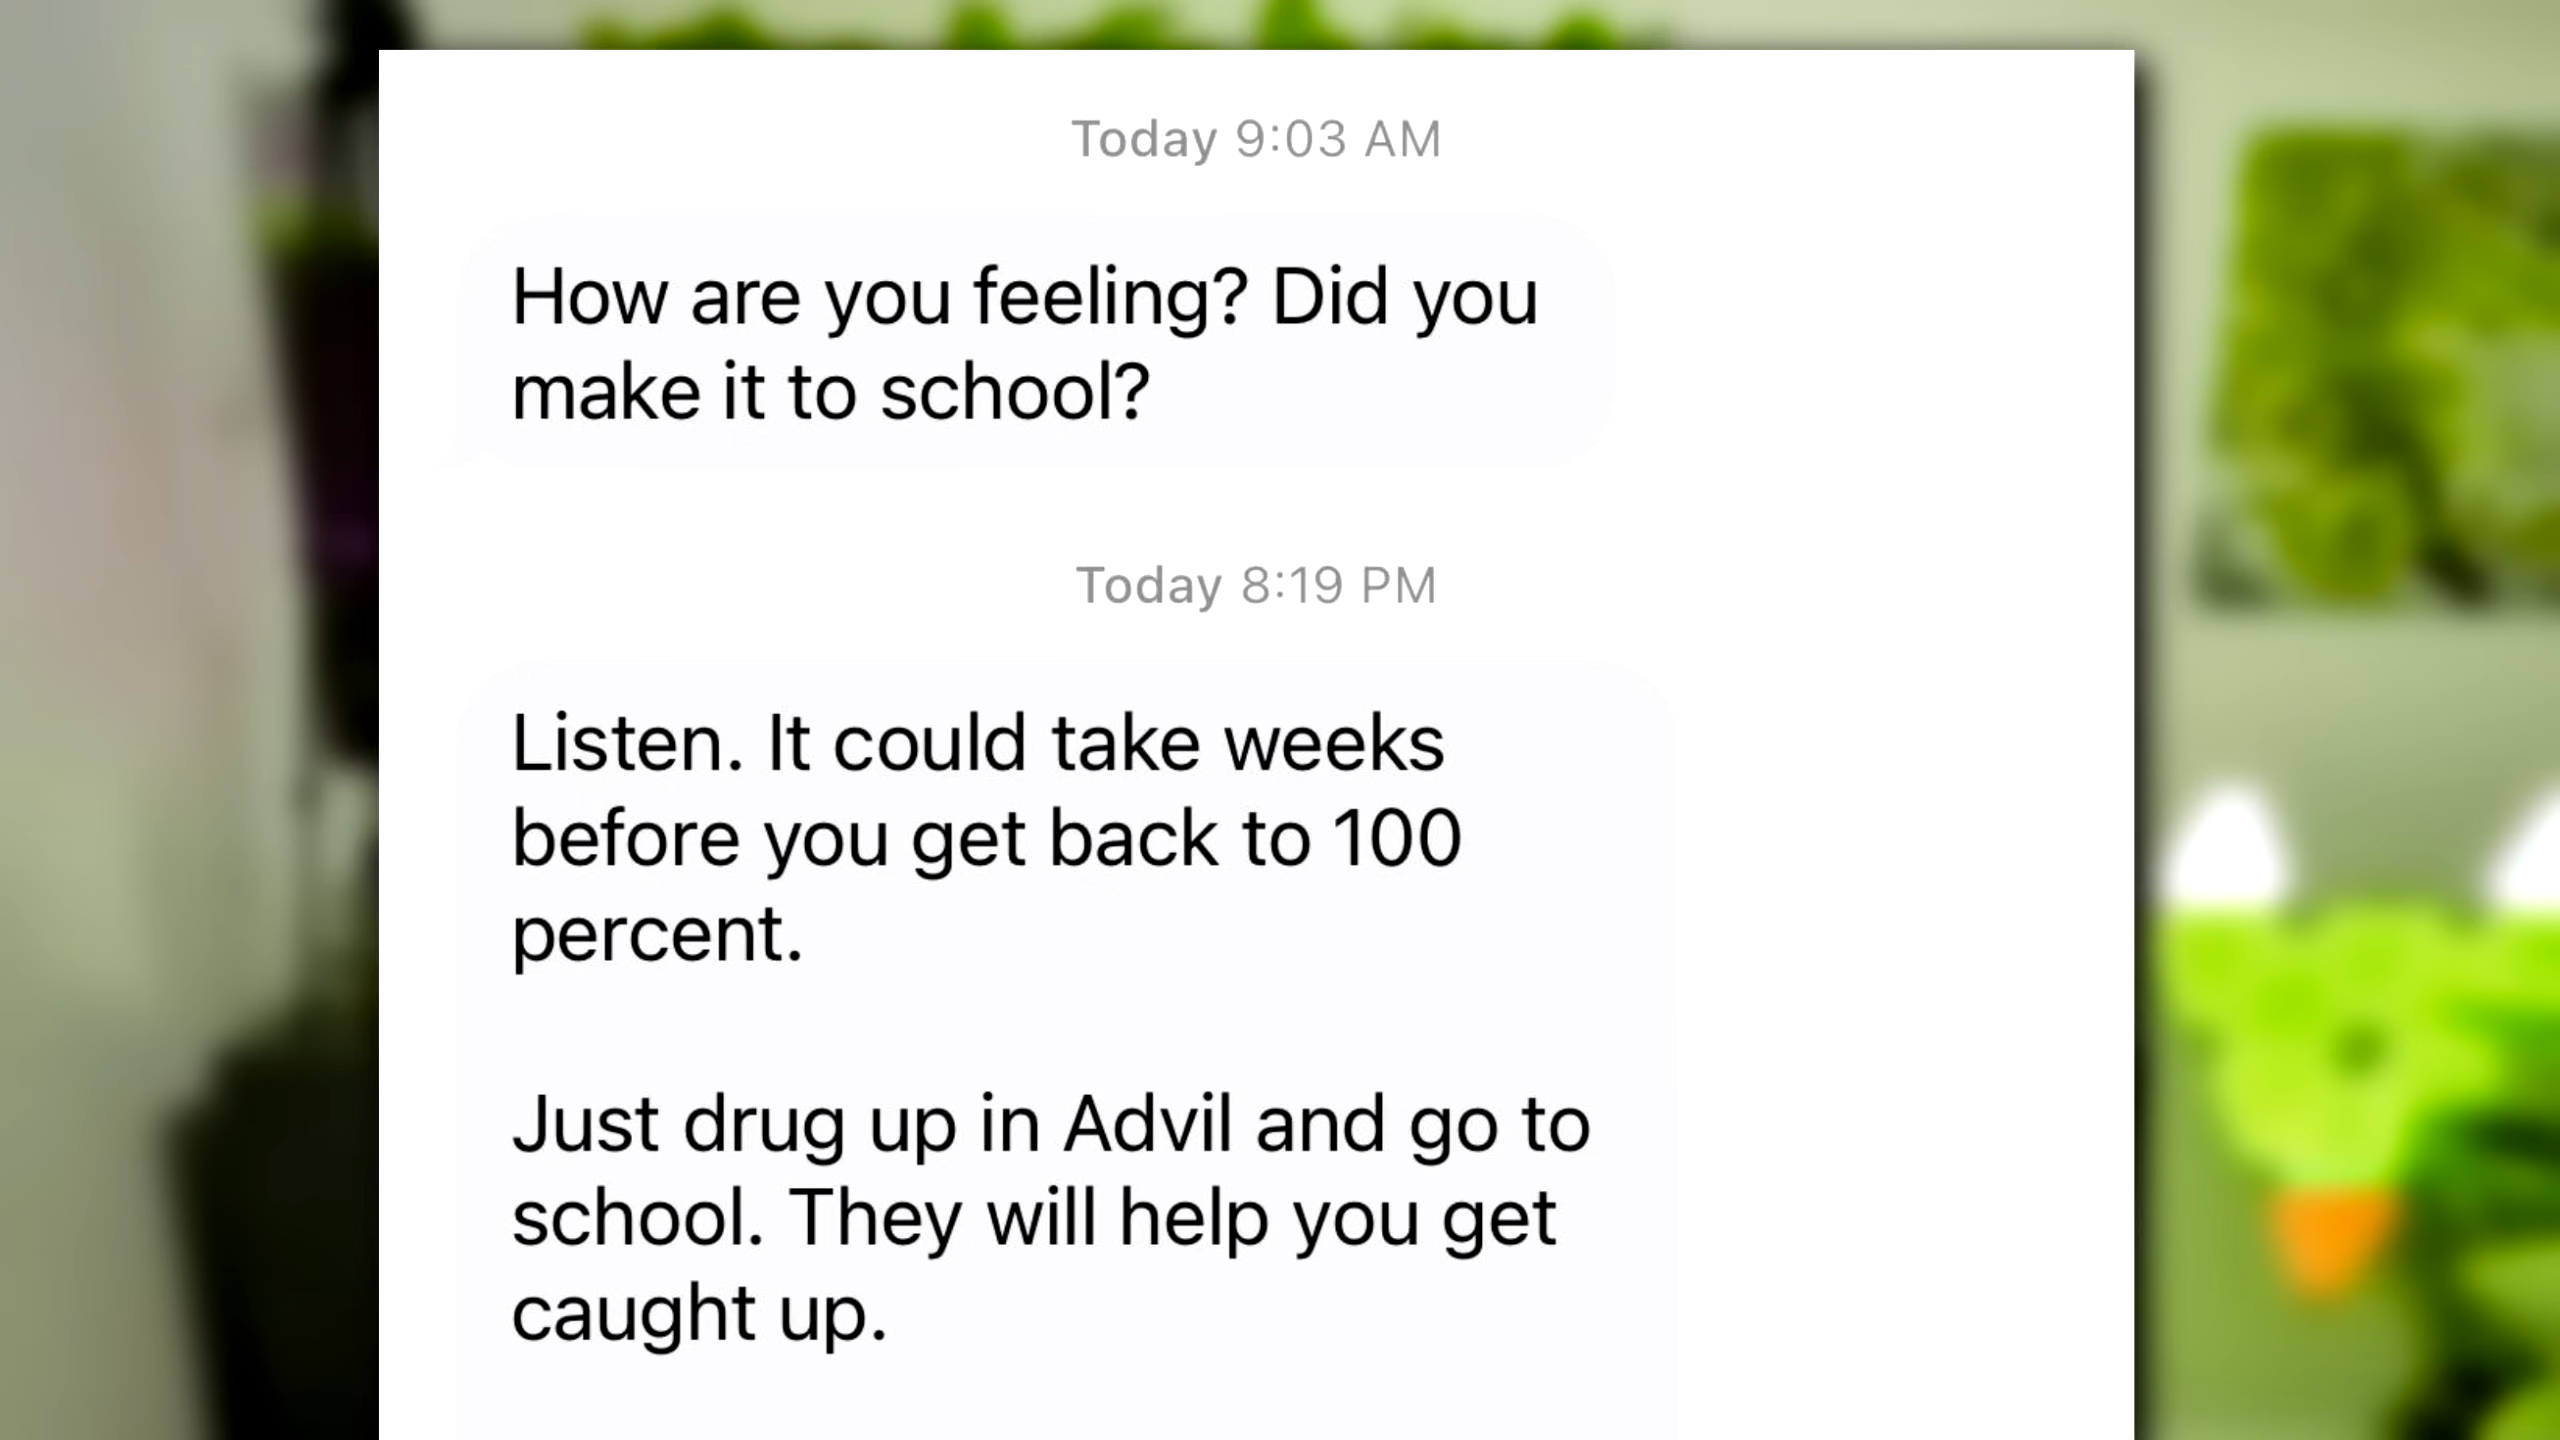 Today 9:03 AM
How are you feeling? Did you
make it to school?
Today 8:19 PM
Listen. It could take weeks
before you get back to 100
percent.
Just drug up in Advil and go to
school. They will help you get
caught up.